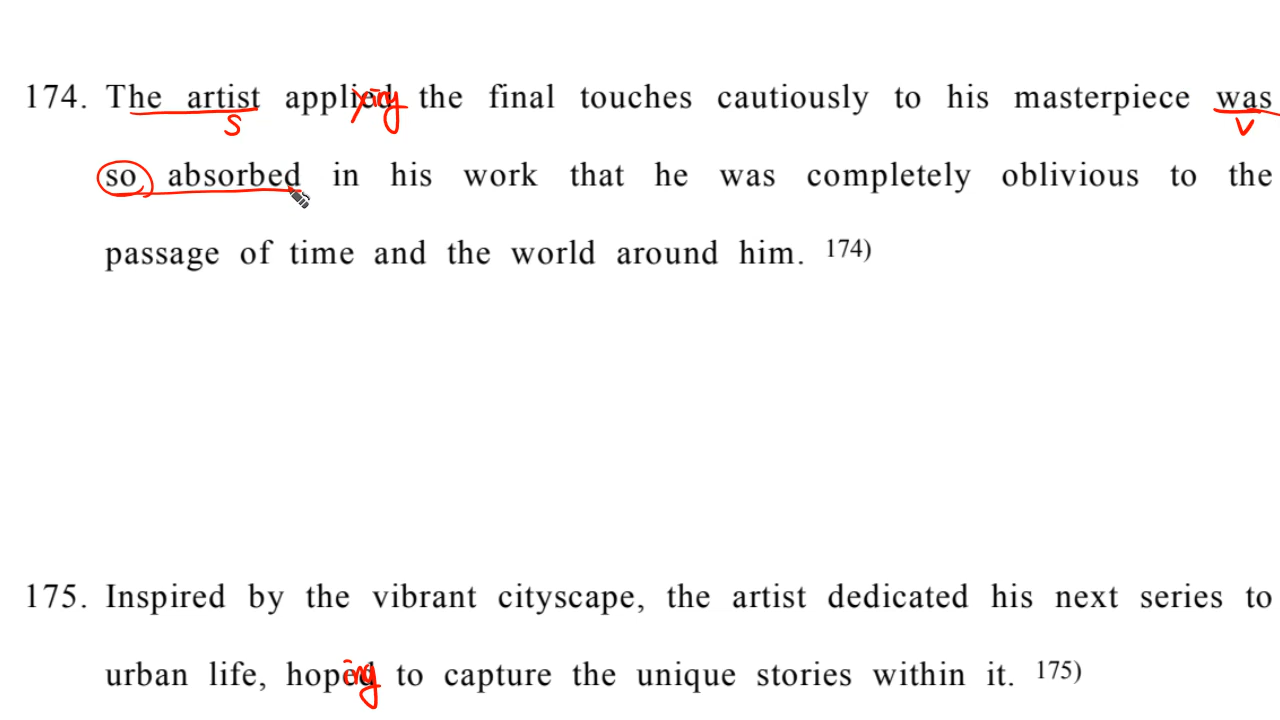 174. The artist applied ying the final touches cautiously to his masterpiece was
S
V
so absorbed in his work that he was completely oblivious to the
passage of time and the world around him. 174)
175. Inspired by the vibrant cityscape, the artist dedicated his next series to
urban life, hoped ing to capture the unique stories within it. 175)